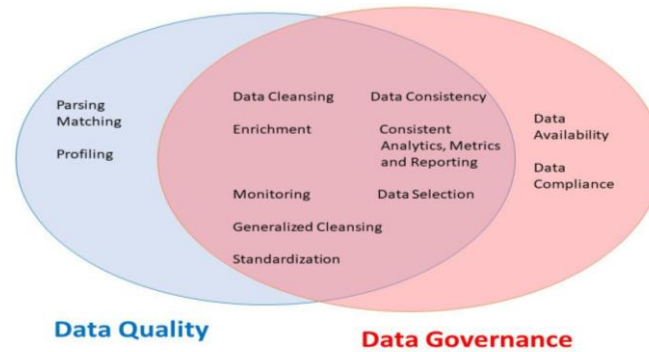 Parsing
Matching
Profiling
Data Cleansing
Enrichment
Monitoring
Generalized Cleansing
Standardization
Data Consistency
Consistent
Analytics, Metrics
and Reporting
Data Selection
Data
Availability
Data
Compliance
Data Quality
Data Governance